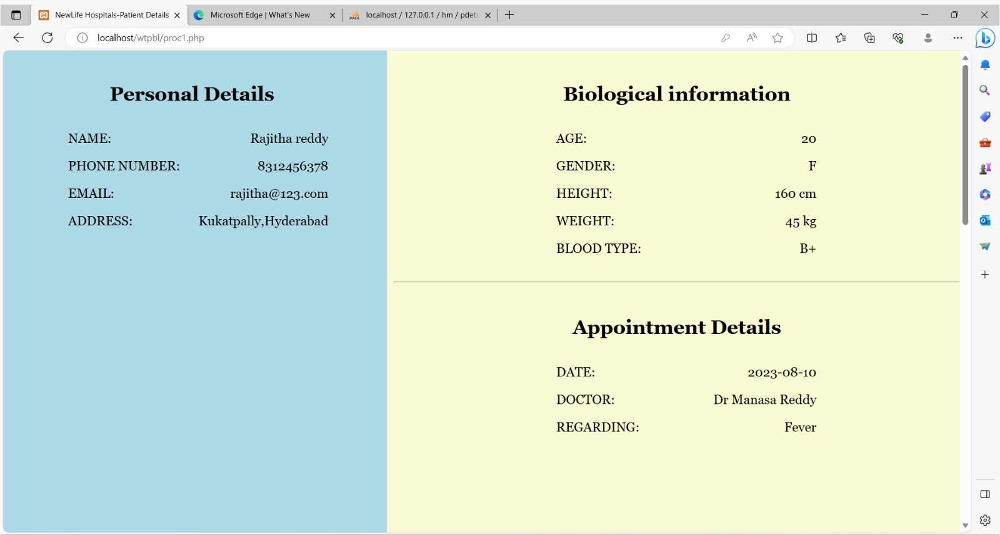 NewLife Hospitals-Patient Details
Microsoft Edge | What's New
localhost / 127.0.0.1 / hm / pdet
localhost/wtpbl/proc1.php
Personal Details
NAME: Rajitha reddy
PHONE NUMBER: 8312456378
EMAIL: rajitha@123.com
ADDRESS: Kukatpally,Hyderabad
Biological information
AGE: 20
GENDER: F
HEIGHT: 160 cm
WEIGHT: 45 kg
BLOOD TYPE: B+
Appointment Details
DATE: 2023-08-10
DOCTOR: Dr Manasa Reddy
REGARDING: Fever